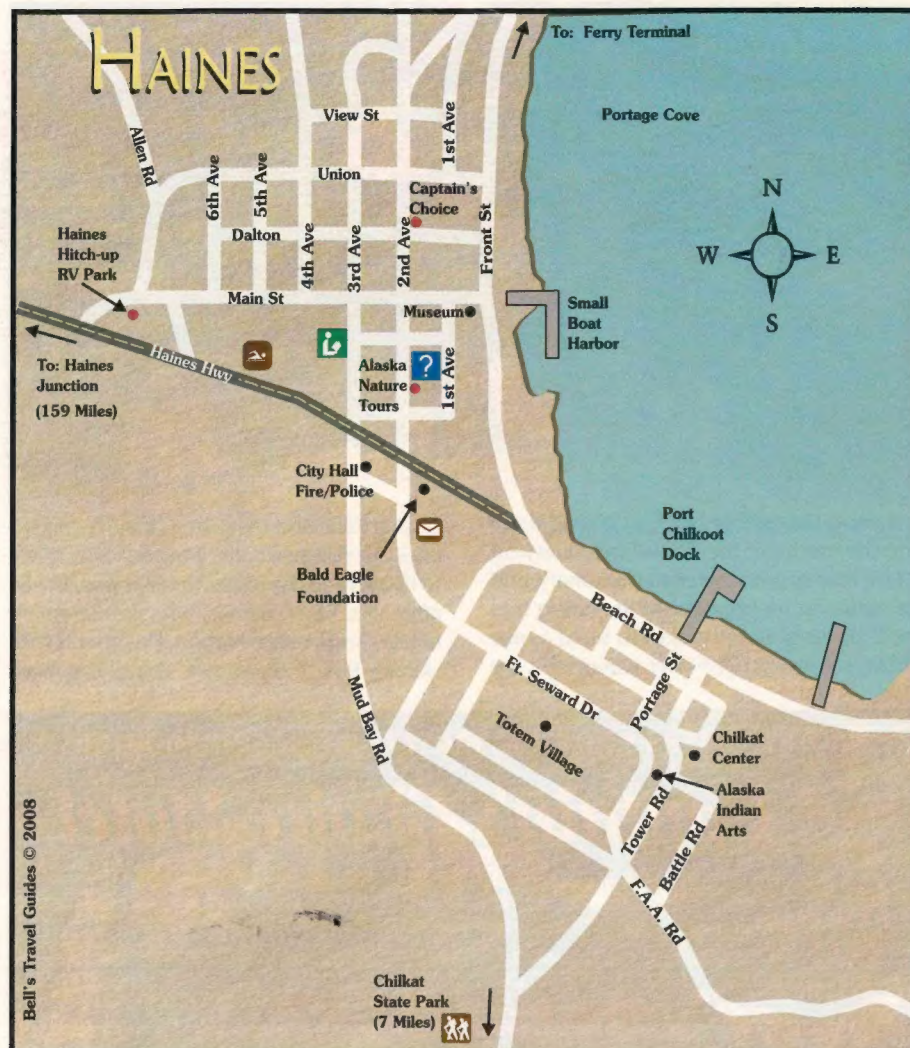 HAINES
To: Ferry Terminal
Portage Cove
View St
1st Ave
Allen Rd
Union
6th Ave
5th Ave
4th Ave
3rd Ave
2nd Ave
Captain's
Choice
Front St
Dalton
N
W
E
S
Haines
Hitch-up
RV Park
Main St
Museum
Small
Boat
Harbor
To: Haines
Junction
(159 Miles)
Haines Hwy
Alaska
Nature
Tours
?
1st Ave
City Hall
Fire/Police
Port
Chilkoot
Dock
Bald Eagle
Foundation
Beach Rd
Ft. Seward Dr
Portage St
Mud Bay Rd
Totem Village
Chilkat
Center
Alaska
Indian
Arts
Tower Rd
Battle Rd
F.A.A. Rd
Chilkat
State Park
(7 Miles)
Bell's Travel Guides © 2008